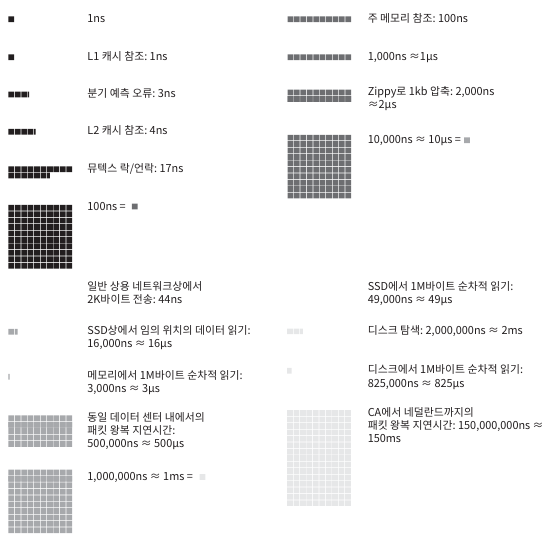 1ns
L1 캐시 참조: 1ns
분기 예측 오류: 3ns
L2 캐시 참조: 4ns
뮤텍스 락/언락: 17ns
100ns =
주 메모리 참조: 100ns
1,000ns ≈1μs
Zippy로 1kb 압축: 2,000ns
≈2μs
10,000ns ≈ 10μs =
일반 상용 네트워크상에서
2K바이트 전송: 44ns
SSD상에서 임의 위치의 데이터 읽기:
16,000ns ≈ 16μs
메모리에서 1M바이트 순차적 읽기:
3,000ns ≈ 3μs
동일 데이터 센터 내에서의
패킷 왕복 지연시간:
500,000ns ≈ 500μs
1,000,000ns ≈ 1ms =
SSD에서 1M바이트 순차적 읽기:
49,000ns ≈ 49μs
디스크 탐색: 2,000,000ns ≈ 2ms
디스크에서 1M바이트 순차적 읽기:
825,000ns ≈ 825μs
CA에서 네덜란드까지의
패킷 왕복 지연시간: 150,000,000ns ≈
150ms